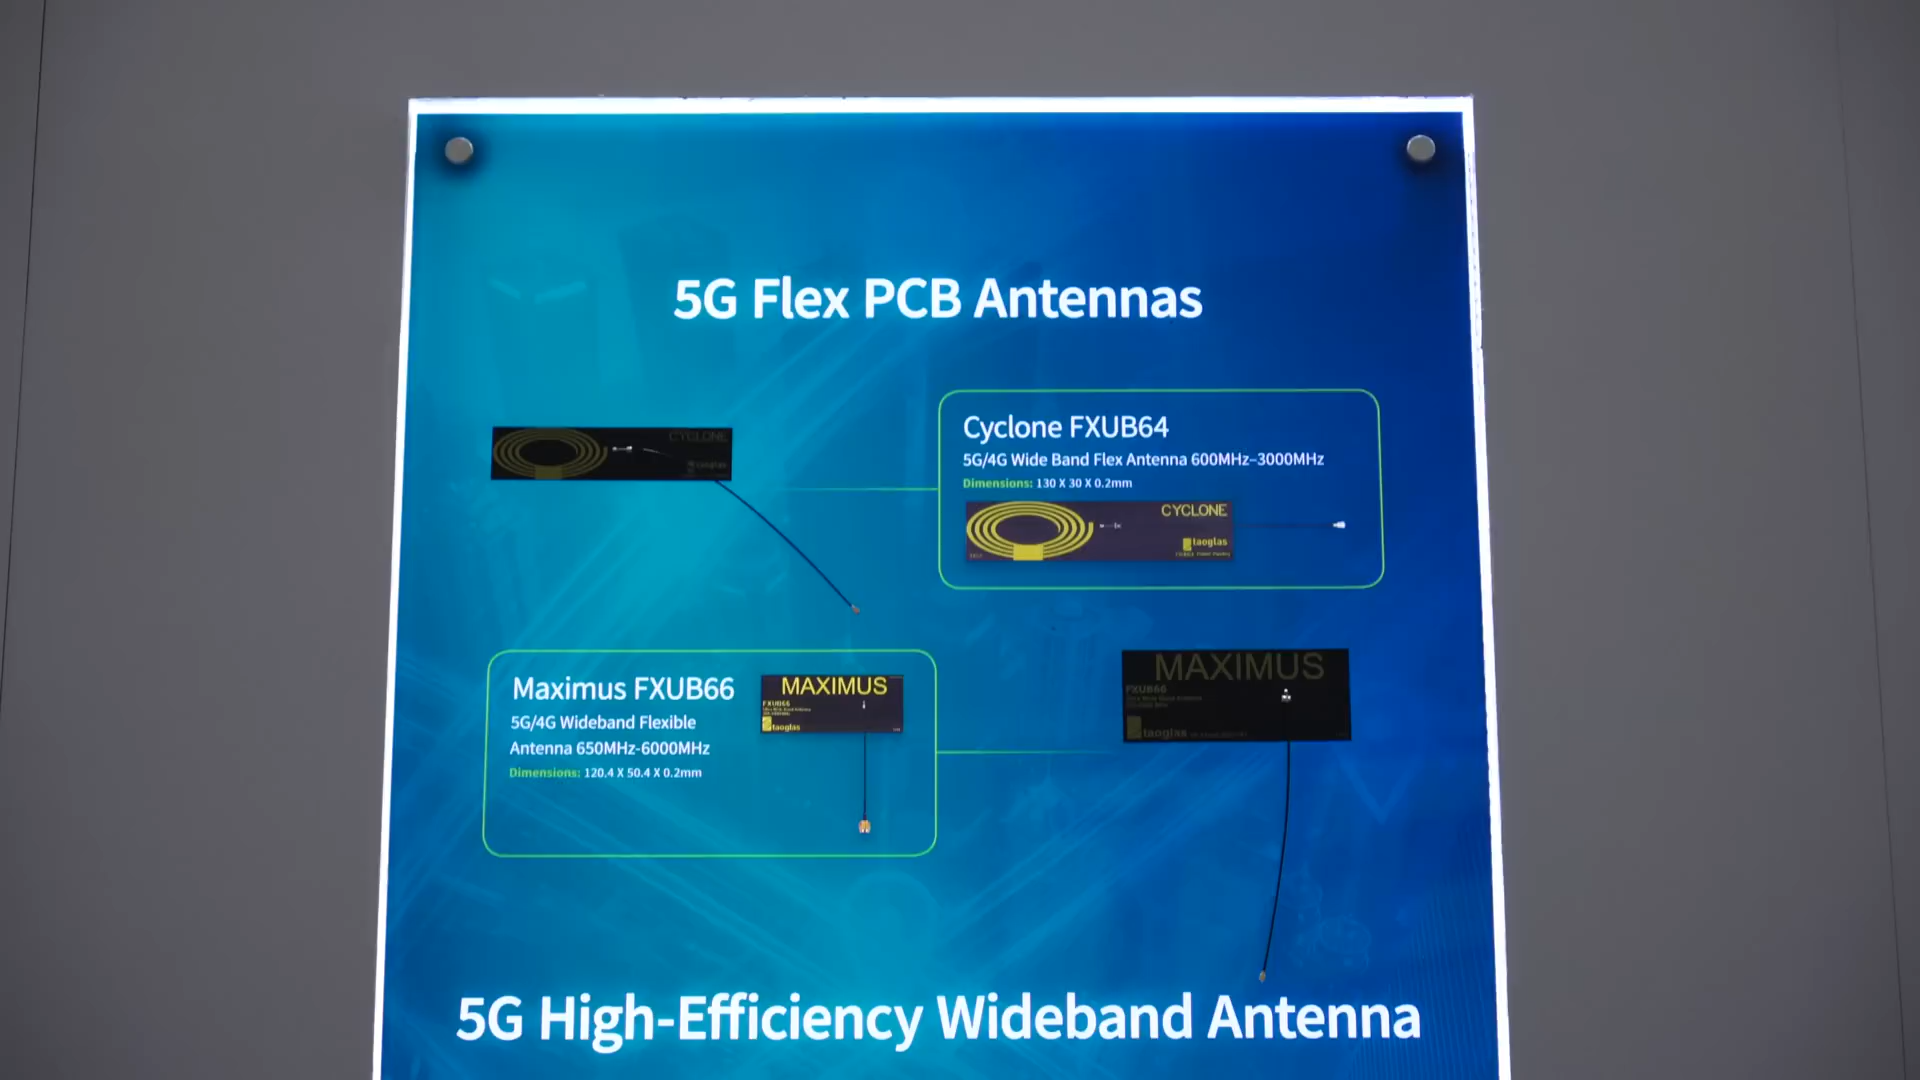 5G Flex PCB Antennas
CYCLONE
taoglas
Cyclone FXUB64
5G/4G Wide Band Flex Antenna 600MHz–3000MHz
Dimensions: 130 X 30 X 0.2mm
CYCLONE
taoglas
Maximus FXUB66
5G/4G Wideband Flexible
Antenna 650MHz-6000MHz
Dimensions: 120.4 X 50.4 X 0.2mm
MAXIMUS
FXUB66
taoglas
MAXIMUS
FXUB66
taoglas
5G High-Efficiency Wideband Antenna